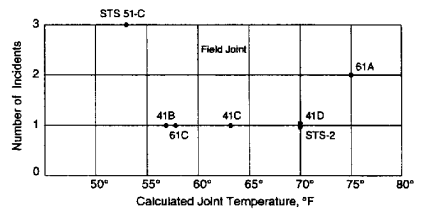 STS 51-C
3
Field Joint
61A
2
Number of Incidents
41B
41C
41D
1
61C
STS-2
0
50° 55° 60° 65° 70° 75° 80°
Calculated Joint Temperature, °F